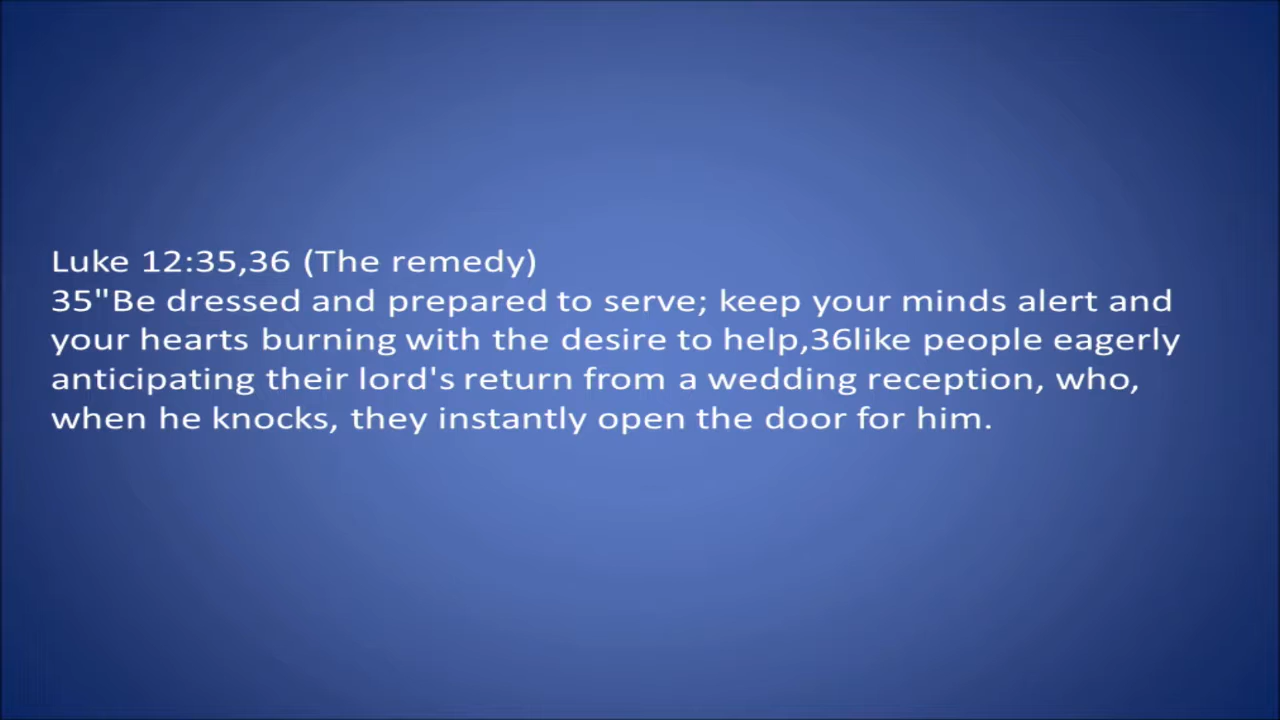 Luke 12:35,36 (The remedy)
35"Be dressed and prepared to serve; keep your minds alert and
your hearts burning with the desire to help,36like people eagerly
anticipating their lord's return from a wedding reception, who,
when he knocks, they instantly open the door for him.